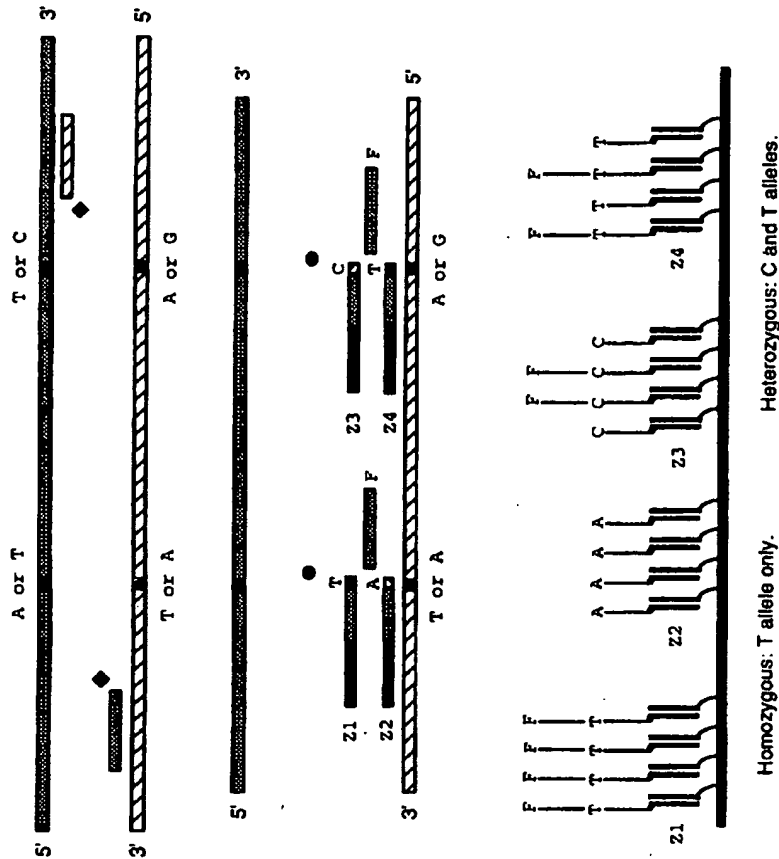 A or T T or C
5' 3'
3' 5'
T or A A or G
5' 3'
Z1 T Z3 C
Z2 A F Z4 T F
3' 5'
T or A A or G
F F F F F F F F
T T T T A A A A C C C C T T T T
Z1 Z2 Z3 Z4
Homozygous: T allele only. Heterozygous: C and T alleles.